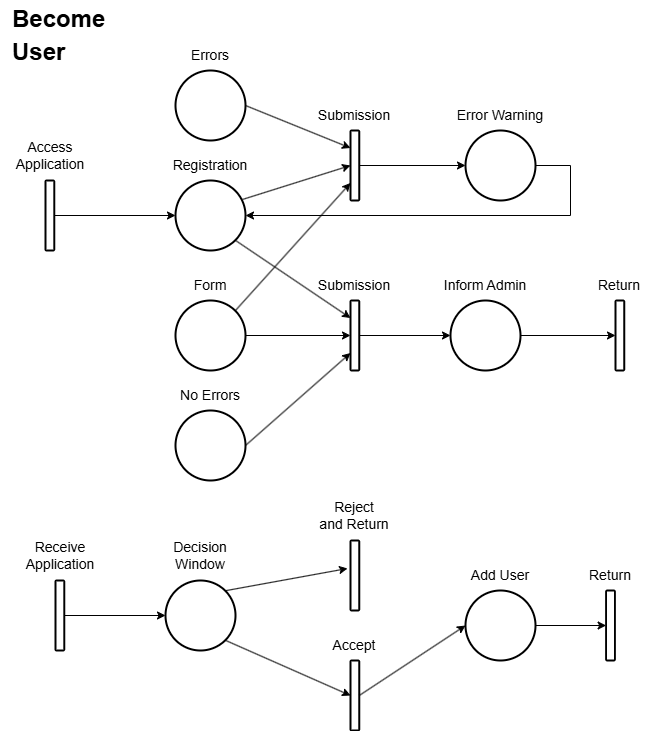 Become
User
Errors
Submission
Error Warning
Access
Application
Registration
Form
Submission
Inform Admin
Return
No Errors
Reject
and Return
Receive
Application
Decision
Window
Add User
Return
Accept